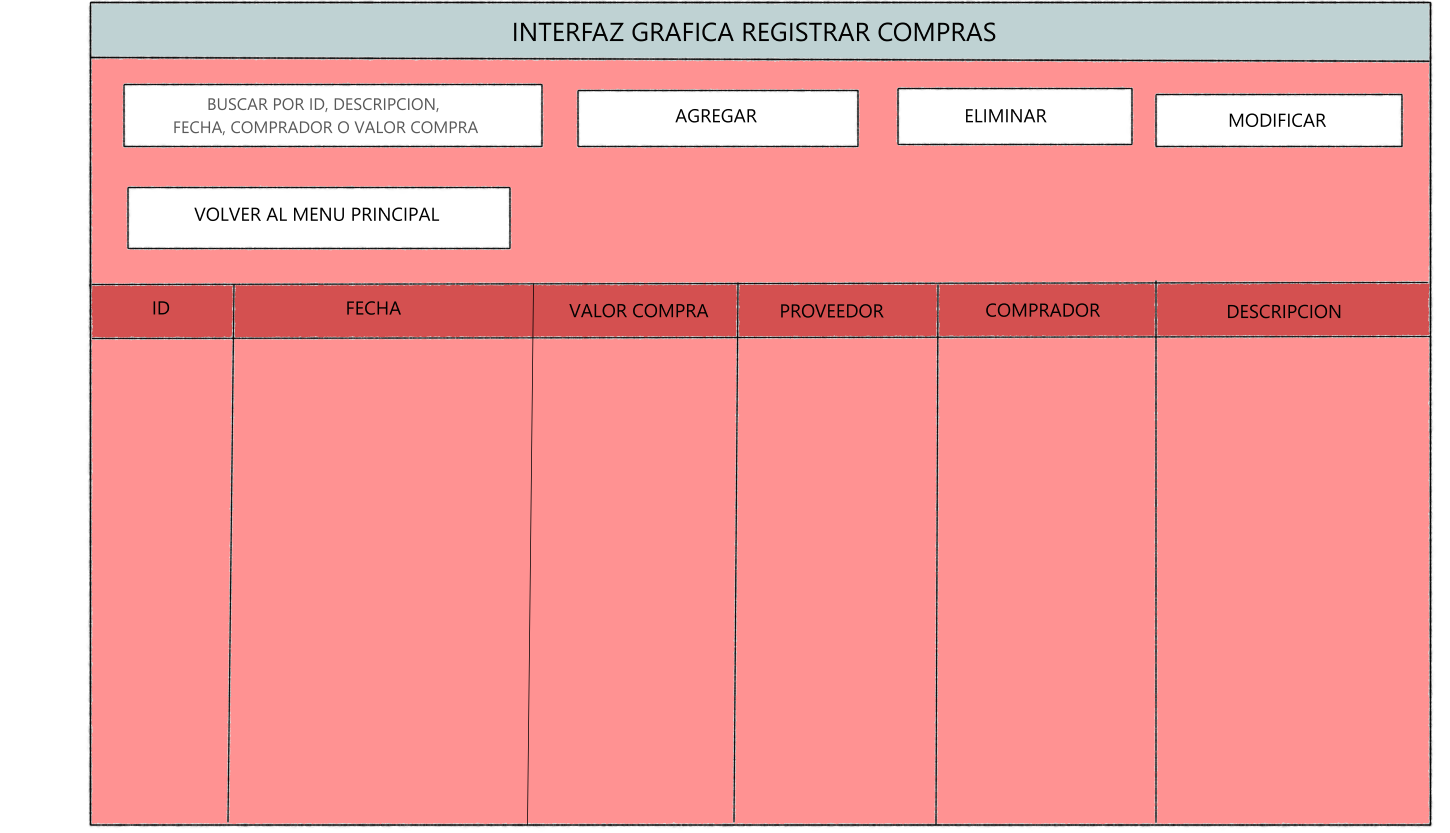 INTERFAZ GRAFICA REGISTRAR COMPRAS
BUSCAR POR ID, DESCRIPCION,
FECHA, COMPRADOR O VALOR COMPRA
AGREGAR
ELIMINAR
MODIFICAR
VOLVER AL MENU PRINCIPAL
ID
FECHA
VALOR COMPRA
PROVEEDOR
COMPRADOR
DESCRIPCION